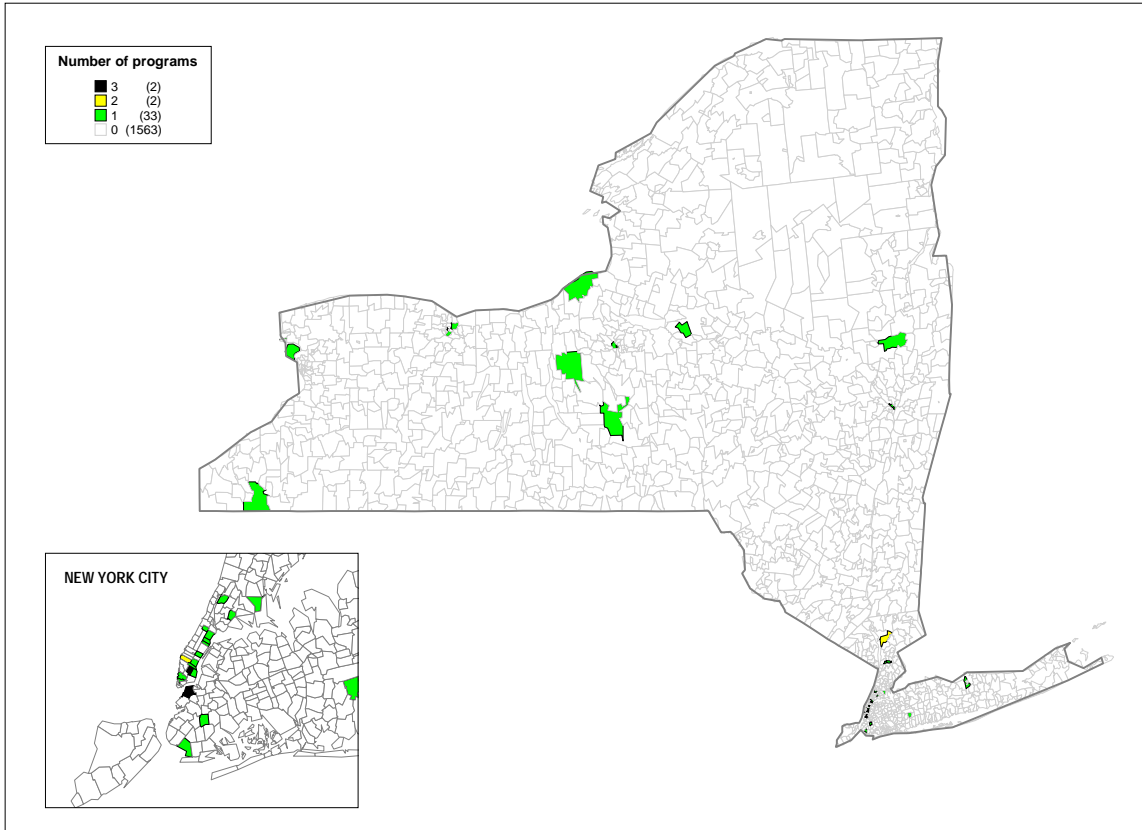 Number of programs
3 (2)
2 (2)
1 (33)
0 (1563)
NEW YORK CITY